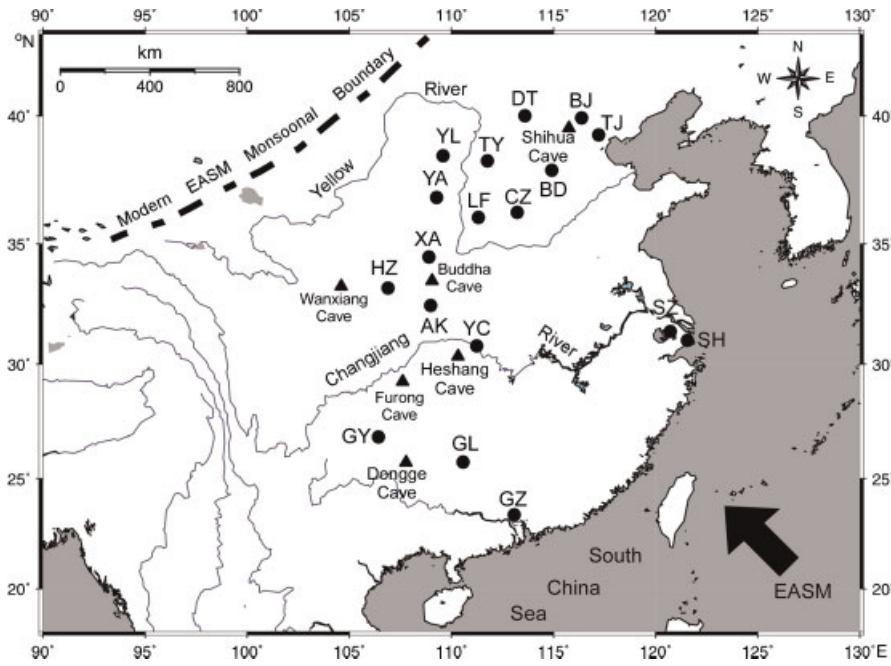 90˚ 95˚ 100˚ 105˚ 110˚ 115˚ 120˚ 125˚ 130˚
oN
km
0 400 800
Modern EASM Monsoonal Boundary
N
W E
S
40˚ 40˚
Yellow River
DT
BJ
TJ
Shihua
Cave
YL
TY
BD
YA
LF
CZ
35˚ 35˚
XA
HZ
Buddha
Cave
Wanxiang
Cave
AK
YC
SZ
SH
Changjiang River
30˚ 30˚
Heshang
Cave
Furong
Cave
GY
GL
Dongge
Cave
25˚ 25˚
GZ
South
China
Sea
EASM
20˚ 20˚
90˚ 95˚ 100˚ 105˚ 110˚ 115˚ 120˚ 125˚ 130˚E